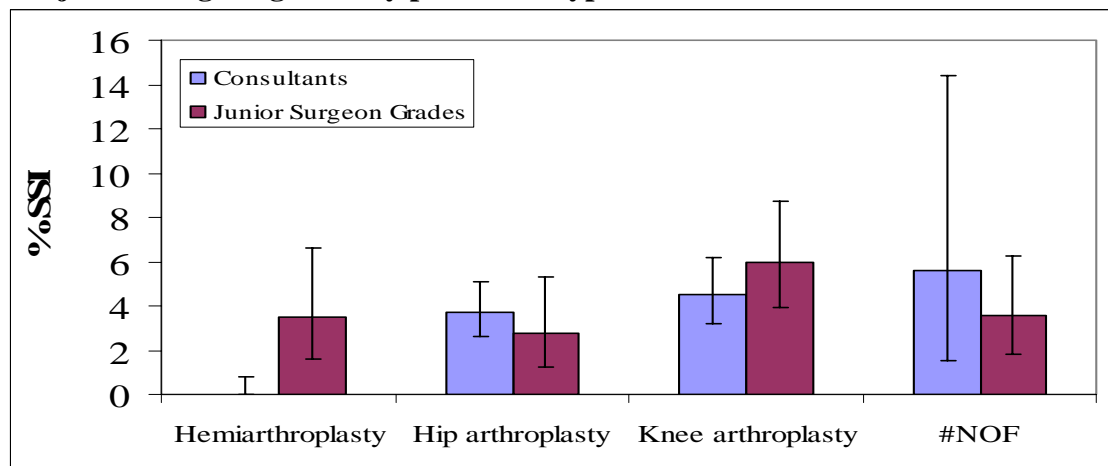 16
14
12
10
8
6
4
2
0
%SSI
Consultants
Junior Surgeon Grades
Hemiarthroplasty Hip arthroplasty Knee arthroplasty #NOF